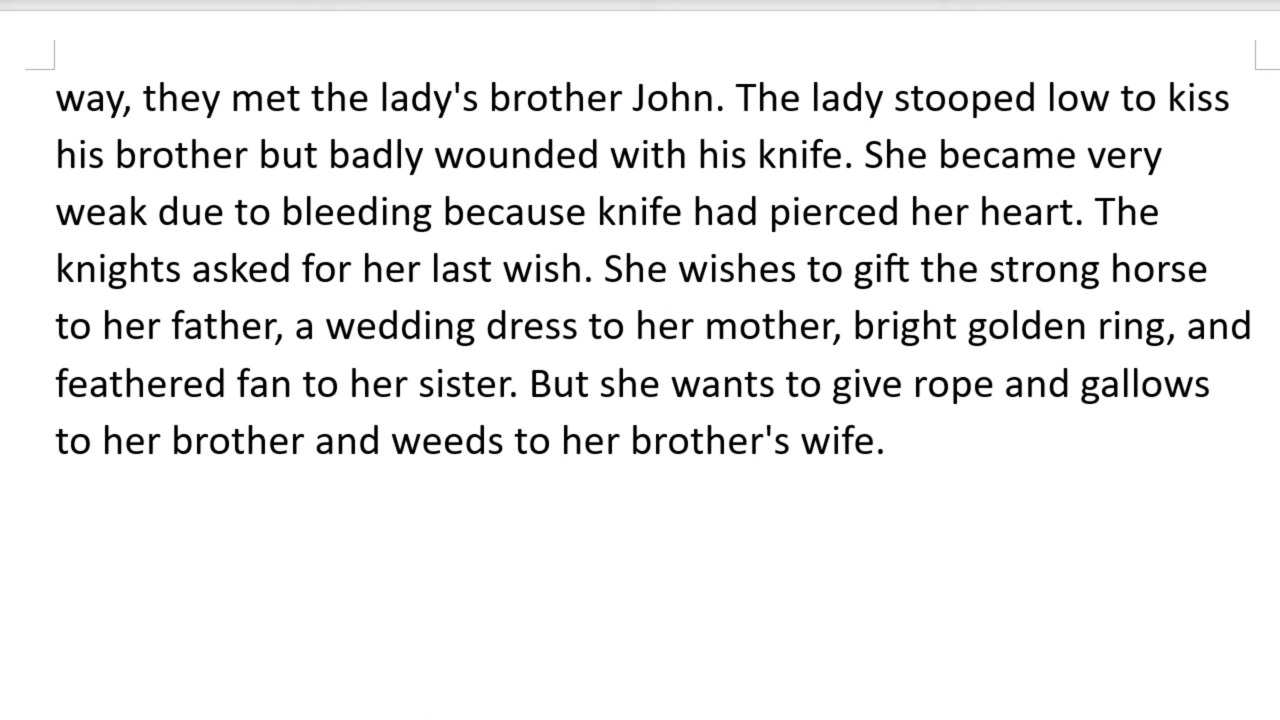 way, they met the lady's brother John. The lady stooped low to kiss
his brother but badly wounded with his knife. She became very
weak due to bleeding because knife had pierced her heart. The
knights asked for her last wish. She wishes to gift the strong horse
to her father, a wedding dress to her mother, bright golden ring, and
feathered fan to her sister. But she wants to give rope and gallows
to her brother and weeds to her brother's wife.